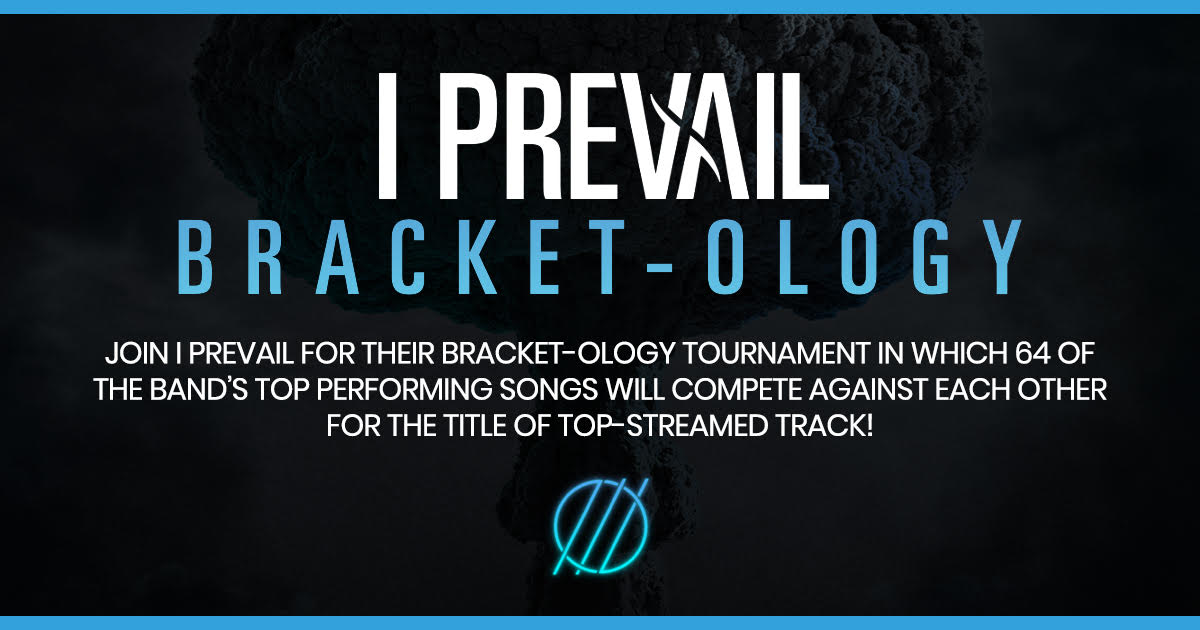 I PREVAIL
BRACKET-OLOGY
JOIN I PREVAIL FOR THEIR BRACKET-OLOGY TOURNAMENT IN WHICH 64 OF
THE BAND'S TOP PERFORMING SONGS WILL COMPETE AGAINST EACH OTHER
FOR THE TITLE OF TOP-STREAMED TRACK!